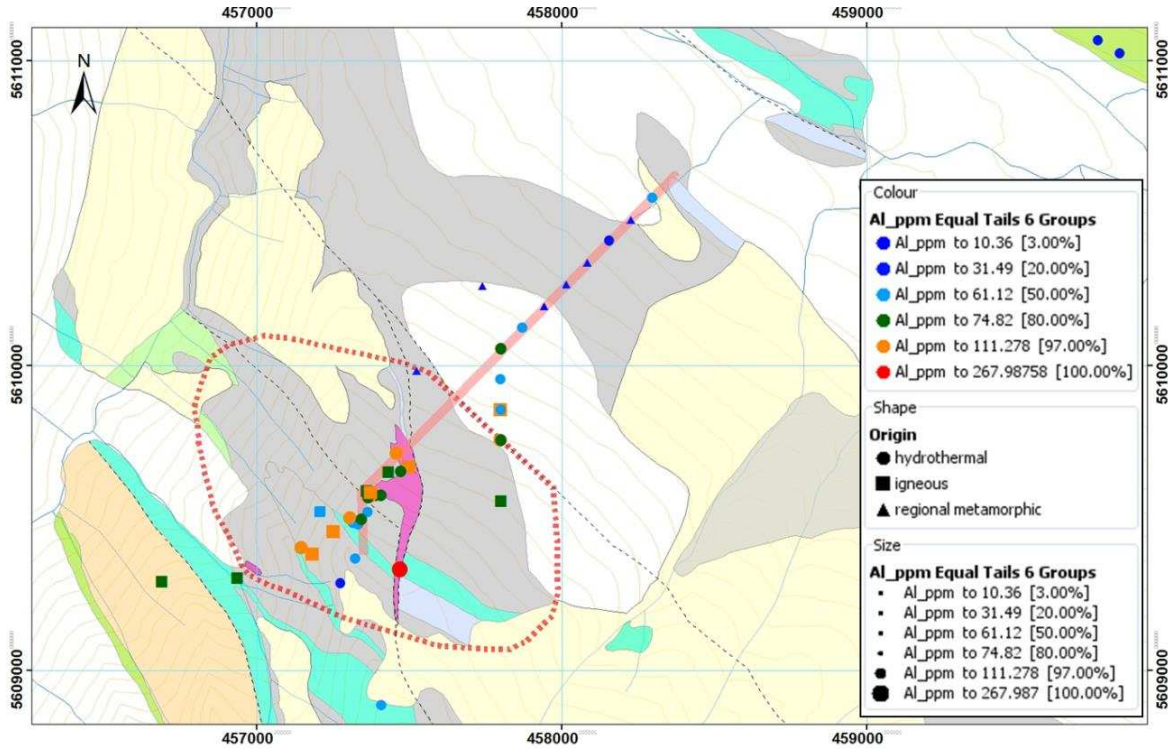 457000 458000 459000
5611000 5611000
N
Colour
Al_ppm Equal Tails 6 Groups
Al_ppm to 10.36 [3.00%]
Al_ppm to 31.49 [20.00%]
Al_ppm to 61.12 [50.00%]
Al_ppm to 74.82 [80.00%]
Al_ppm to 111.278 [97.00%]
Al_ppm to 267.98758 [100.00%]
5610000 5610000
Shape
Origin
hydrothermal
igneous
regional metamorphic
Size
Al_ppm Equal Tails 6 Groups
Al_ppm to 10.36 [3.00%]
Al_ppm to 31.49 [20.00%]
Al_ppm to 61.12 [50.00%]
Al_ppm to 74.82 [80.00%]
Al_ppm to 111.278 [97.00%]
Al_ppm to 267.987 [100.00%]
5609000 5609000
457000 458000 459000